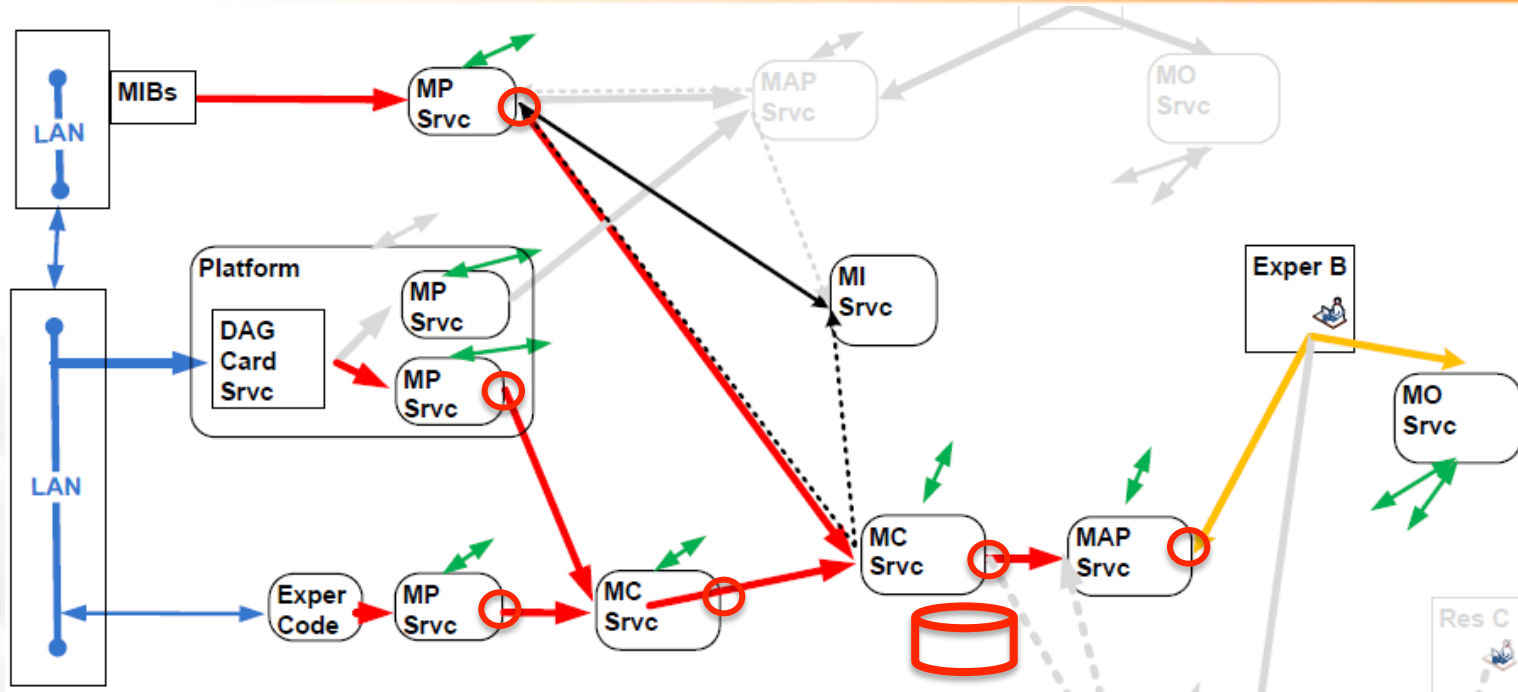 MIBs
LAN
MP
Srvc
MAP
Srvc
MO
Srvc
Platform
DAG
Card
Srvc
MP
Srvc
MP
Srvc
MI
Srvc
Exper B
MO
Srvc
LAN
Exper
Code
MP
Srvc
MC
Srvc
MC
Srvc
MAP
Srvc
Res C